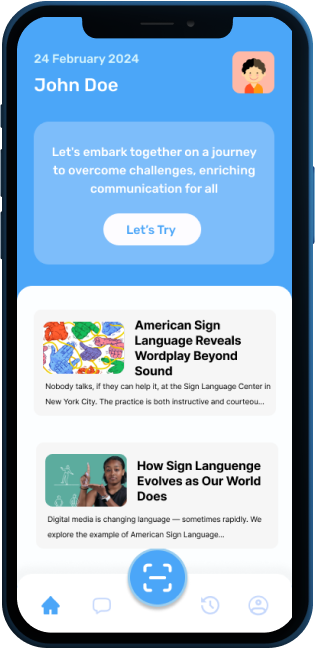 24 February 2024
John Doe
Let's embark together on a journey
to overcome challenges, enriching
communication for all
Let's Try
American Sign
Language Reveals
Wordplay Beyond
Sound
Nobody talks, if they can help it, at the Sign Language Center in
New York City. The practice is both instructive and courteou...
How Sign Languenge
Evolves as Our World
Does
Digital media is changing language — sometimes rapidly. We
explore the example of American Sign Language...